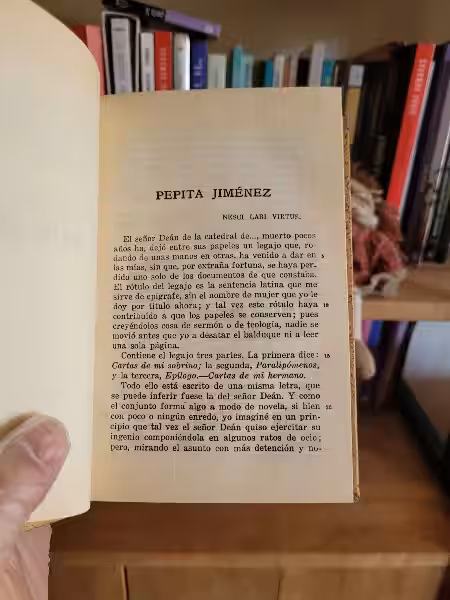 PEPITA JIMÉNEZ
NESCI LABI VIRTUS.
El señor Deán de la catedral de..., muerto pocos
años ha, dejó entre sus papeles un legajo que, ro-
dando de unas manos en otras, ha venido a dar en 5
las mías, sin que, por extraña fortuna, se haya per-
dido uno solo de los documentos de que constaba.
El rótulo del legajo es la sentencia latina que me
sirve de epígrafe, sin el nombre de mujer que yo le
doy por título ahora; y tal vez este rótulo haya 10
contribuido a que los papeles se conserven; pues
creyéndolos cosa de sermón o de teología, nadie se
movió antes que yo a desatar el balduque ni a leer
una sola página.
Contiene el legajo tres partes. La primera dice: 15
Cartas de mi sobrino; la segunda, Paralipómenos,
y la tercera, Epílogo.—Cartas de mi hermano.
Todo ello está escrito de una misma letra, que
se puede inferir fuese la del señor Deán. Y como
el conjunto forma algo a modo de novela, si bien 20
con poco o ningún enredo, yo imaginé en un prin-
cipio que tal vez el señor Deán quiso ejercitar su
ingenio componiéndola en algunos ratos de ocio;
pero, mirando el asunto con más detención y no-